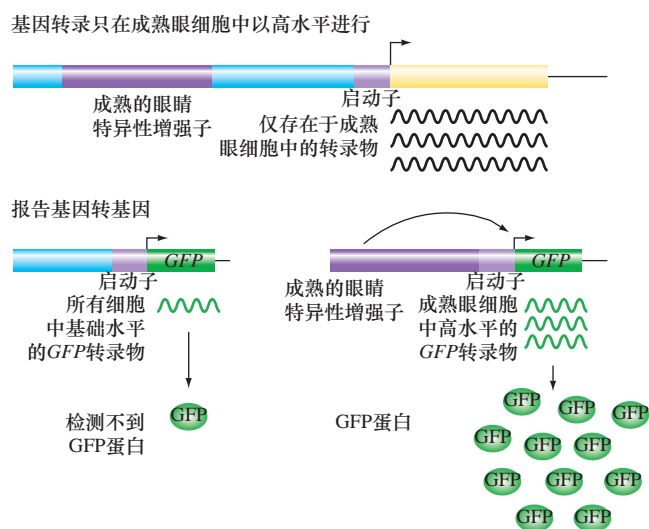 基因转录只在成熟眼细胞中以高水平进行
启动子
成熟的眼睛
特异性增强子
仅存在于成熟
眼细胞中的转录物
报告基因转基因
GFP
启动子
所有细胞
中基础水平
的GFP转录物
检测不到
GFP蛋白
GFP
GFP
启动子
成熟的眼睛
特异性增强子
成熟眼细胞
中高水平的
GFP转录物
GFP蛋白
GFP
GFP
GFP
GFP
GFP
GFP
GFP
GFP
GFP
GFP
GFP